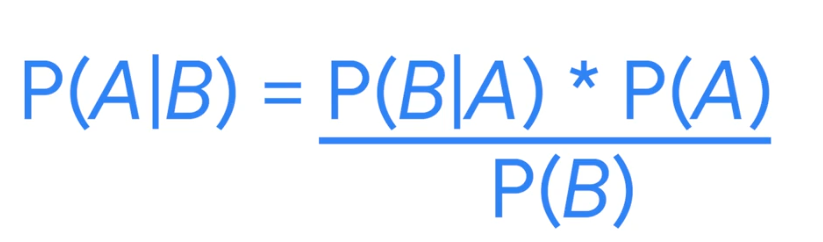 P(A|B) = P(B|A) * P(A)
P(B)